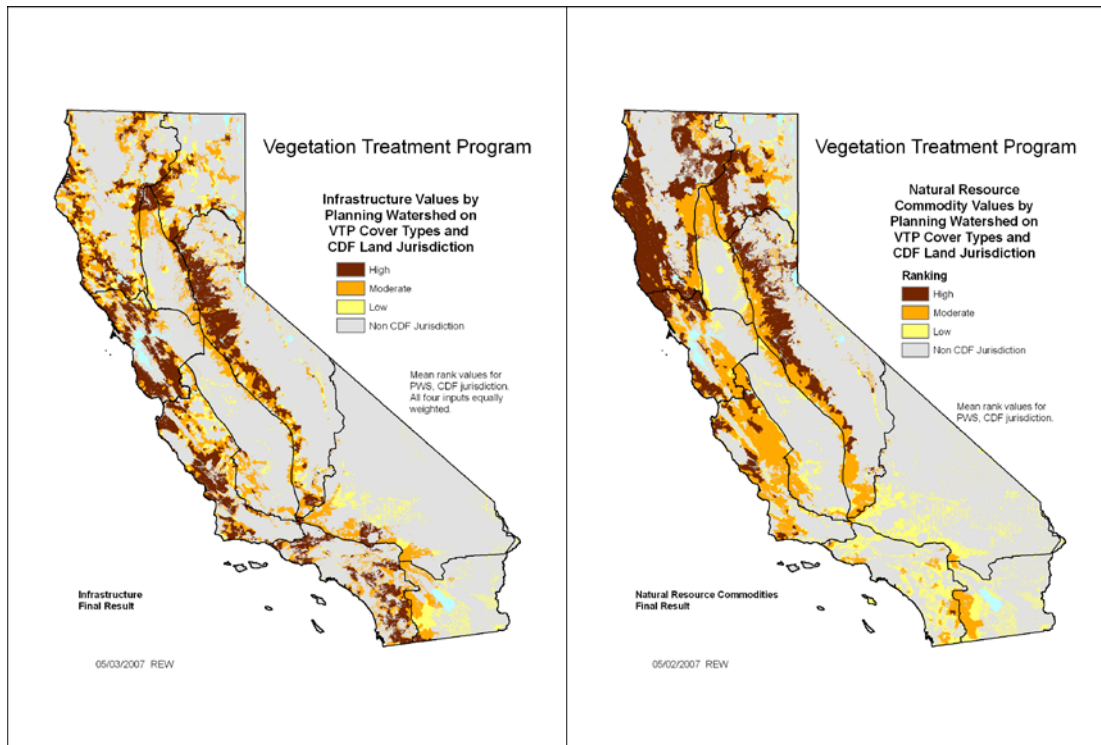 Vegetation Treatment Program
Infrastructure Values by
Planning Watershed on
VTP Cover Types and
CDF Land Jurisdiction
High
Moderate
Low
Non CDF Jurisdiction
Mean rank values for
PWS, CDF jurisdiction.
All four inputs equally
weighted.
Infrastructure
Final Result
05/03/2007 REW
Vegetation Treatment Program
Natural Resource
Commodity Values by
Planning Watershed on
VTP Cover Types and
CDF Land Jurisdiction
Ranking
High
Moderate
Low
Non CDF Jurisdiction
Mean rank values for
PWS, CDF jurisdiction.
Natural Resource Commodities
Final Result
05/02/2007 REW